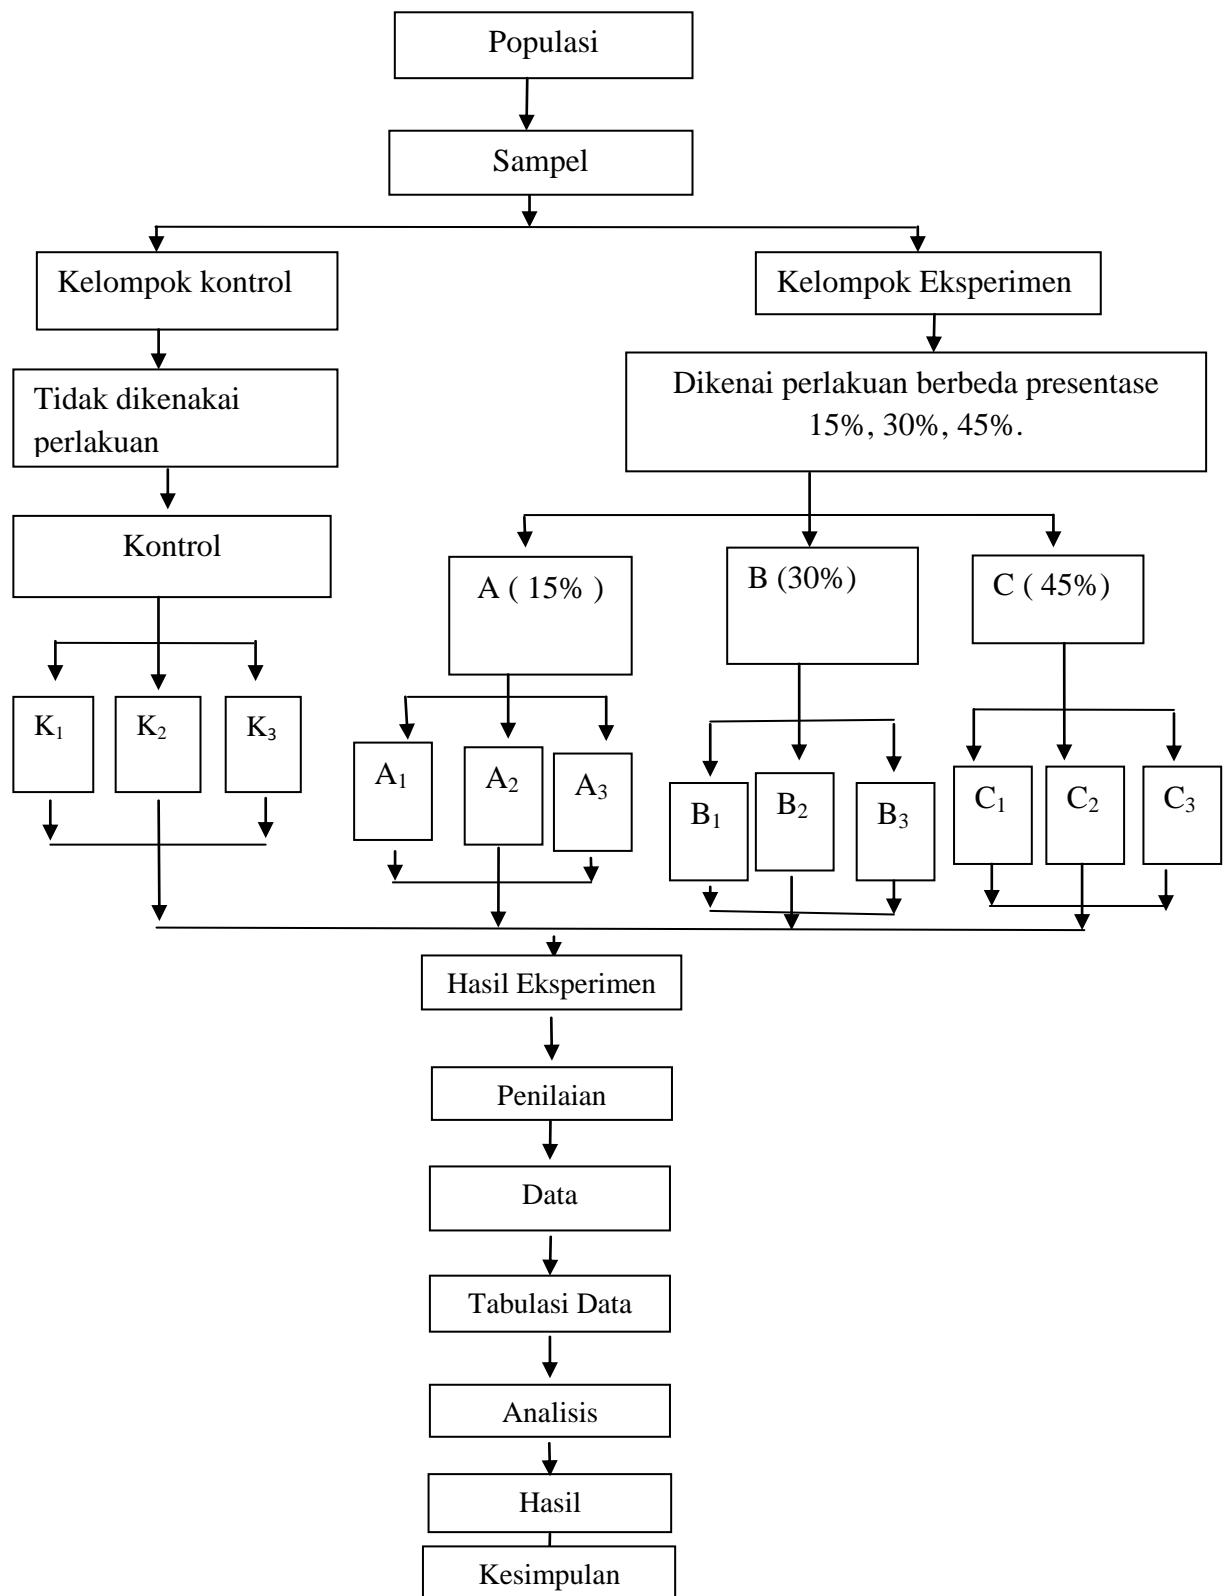 Populasi
Sampel
Kelompok kontrol
Kelompok Eksperimen
Tidak dikenakai
perlakuan
Dikenai perlakuan berbeda presentase
15%, 30%, 45%.
Kontrol
A ( 15% )
B (30%)
C ( 45%)
K₁
K₂
K₃
A₁
A₂
A₃
B₁
B₂
B₃
C₁
C₂
C₃
Hasil Eksperimen
Penilaian
Data
Tabulasi Data
Analisis
Hasil
Kesimpulan